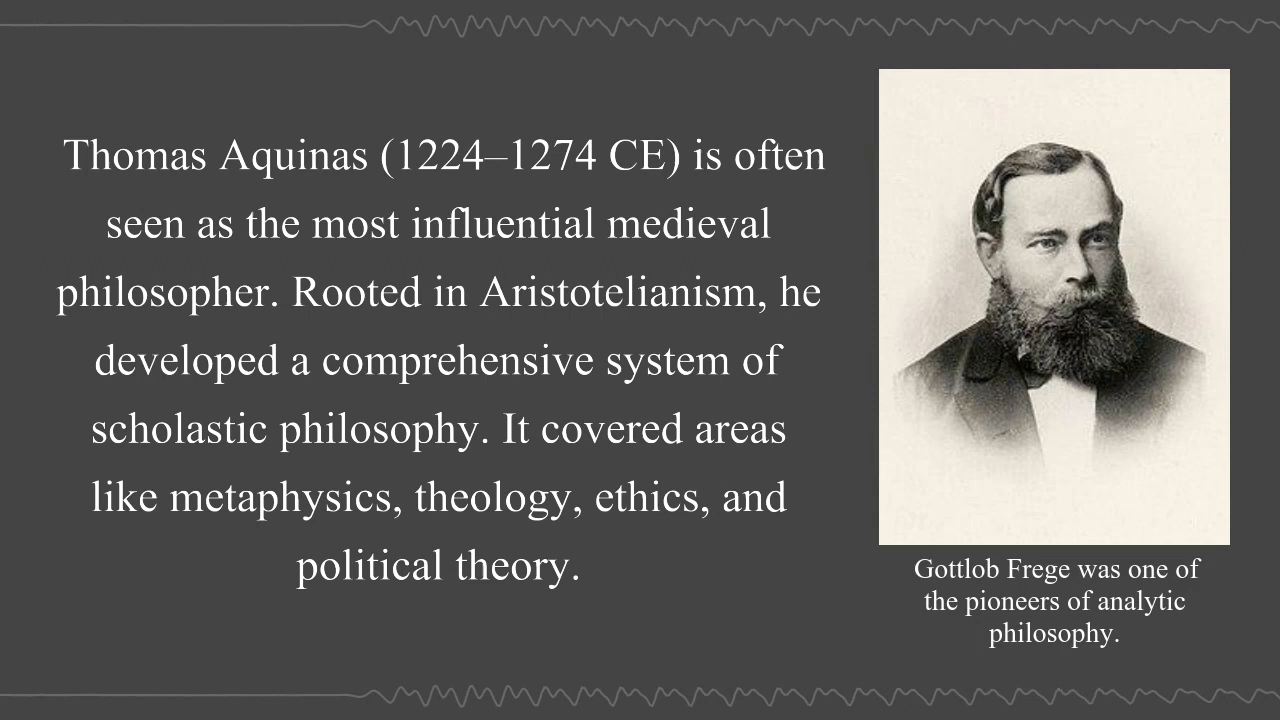 Thomas Aquinas (1224–1274 CE) is often
seen as the most influential medieval
philosopher. Rooted in Aristotelianism, he
developed a comprehensive system of
scholastic philosophy. It covered areas
like metaphysics, theology, ethics, and
political theory.
Gottlob Frege was one of
the pioneers of analytic
philosophy.